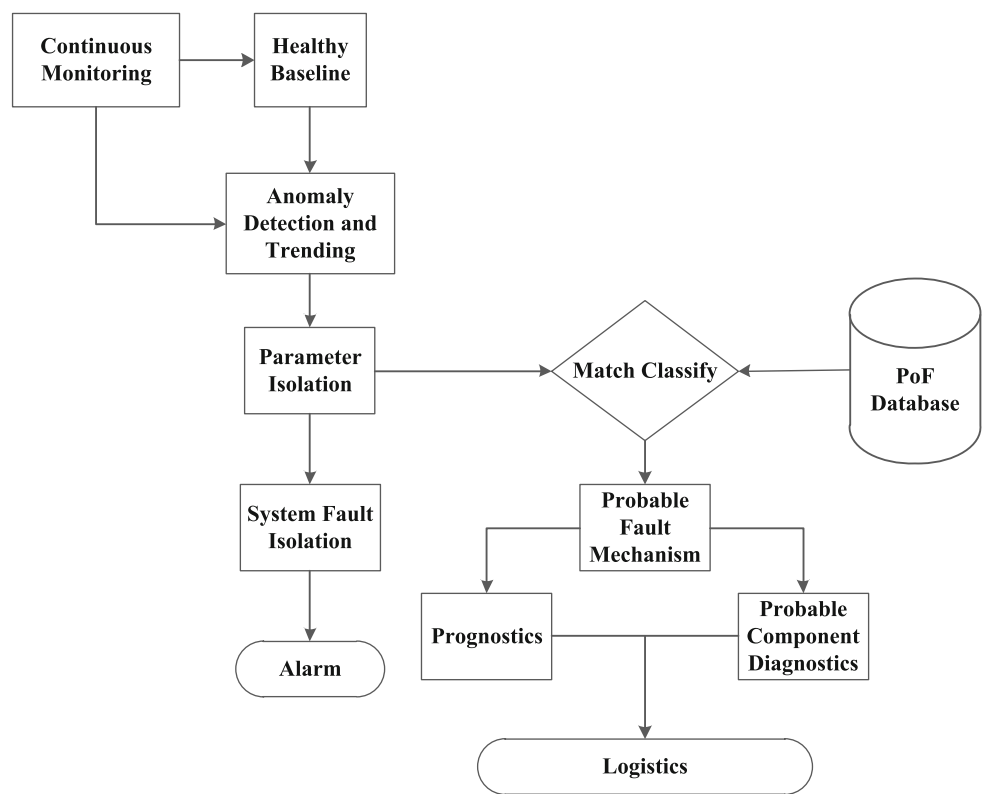 Continuous
Monitoring
Healthy
Baseline
Anomaly
Detection and
Trending
Parameter
Isolation
Match Classify
PoF
Database
System Fault
Isolation
Probable
Fault
Mechanism
Prognostics
Probable
Component
Diagnostics
Alarm
Logistics